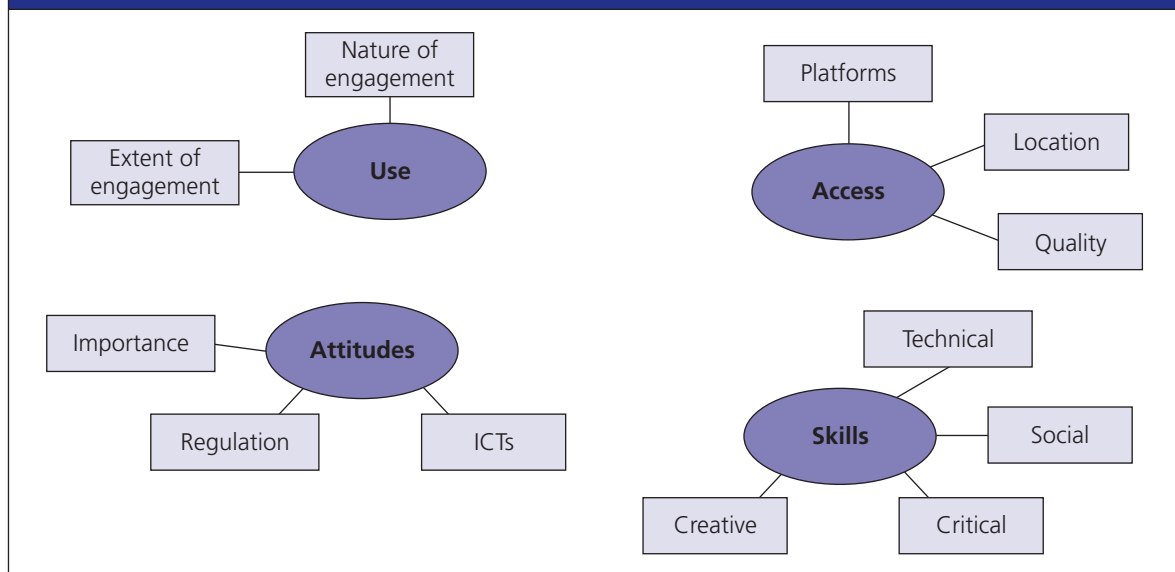 Nature of
engagement
Extent of
engagement
Use
Platforms
Location
Access
Quality
Importance
Attitudes
Regulation
ICTs
Technical
Skills
Social
Creative
Critical